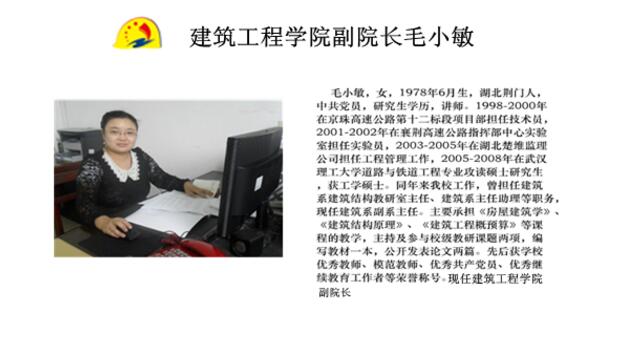 建筑工程学院副院长毛小敏
毛小敏，女，1978年6月生，湖北荆门人，
中共党员，研究生学历，讲师。1998-2000年
在京珠高速公路第十二标段项目部担任技术员，
2001-2002年在襄荆高速公路指挥部中心实验
室担任实验员，2003-2005年在湖北楚维监理
公司担任工程管理工作，2005-2008年在武汉
理工大学道路与铁道工程专业攻读硕士研究生
，获工学硕士。同年来我校工作，曾担任建筑
系建筑结构教研室主任、建筑系主任助理等职务，
现任建筑系副系主任。主要承担《房屋建筑学》、
《建筑结构原理》、《建筑工程概预算》等课
程的教学，主持及参与校级教研课题两项，编
写教材一本，公开发表论文两篇。先后获学校
优秀教师、模范教师、优秀共产党员、优秀继
续教育工作者等荣誉称号。现任建筑工程学院
副院长